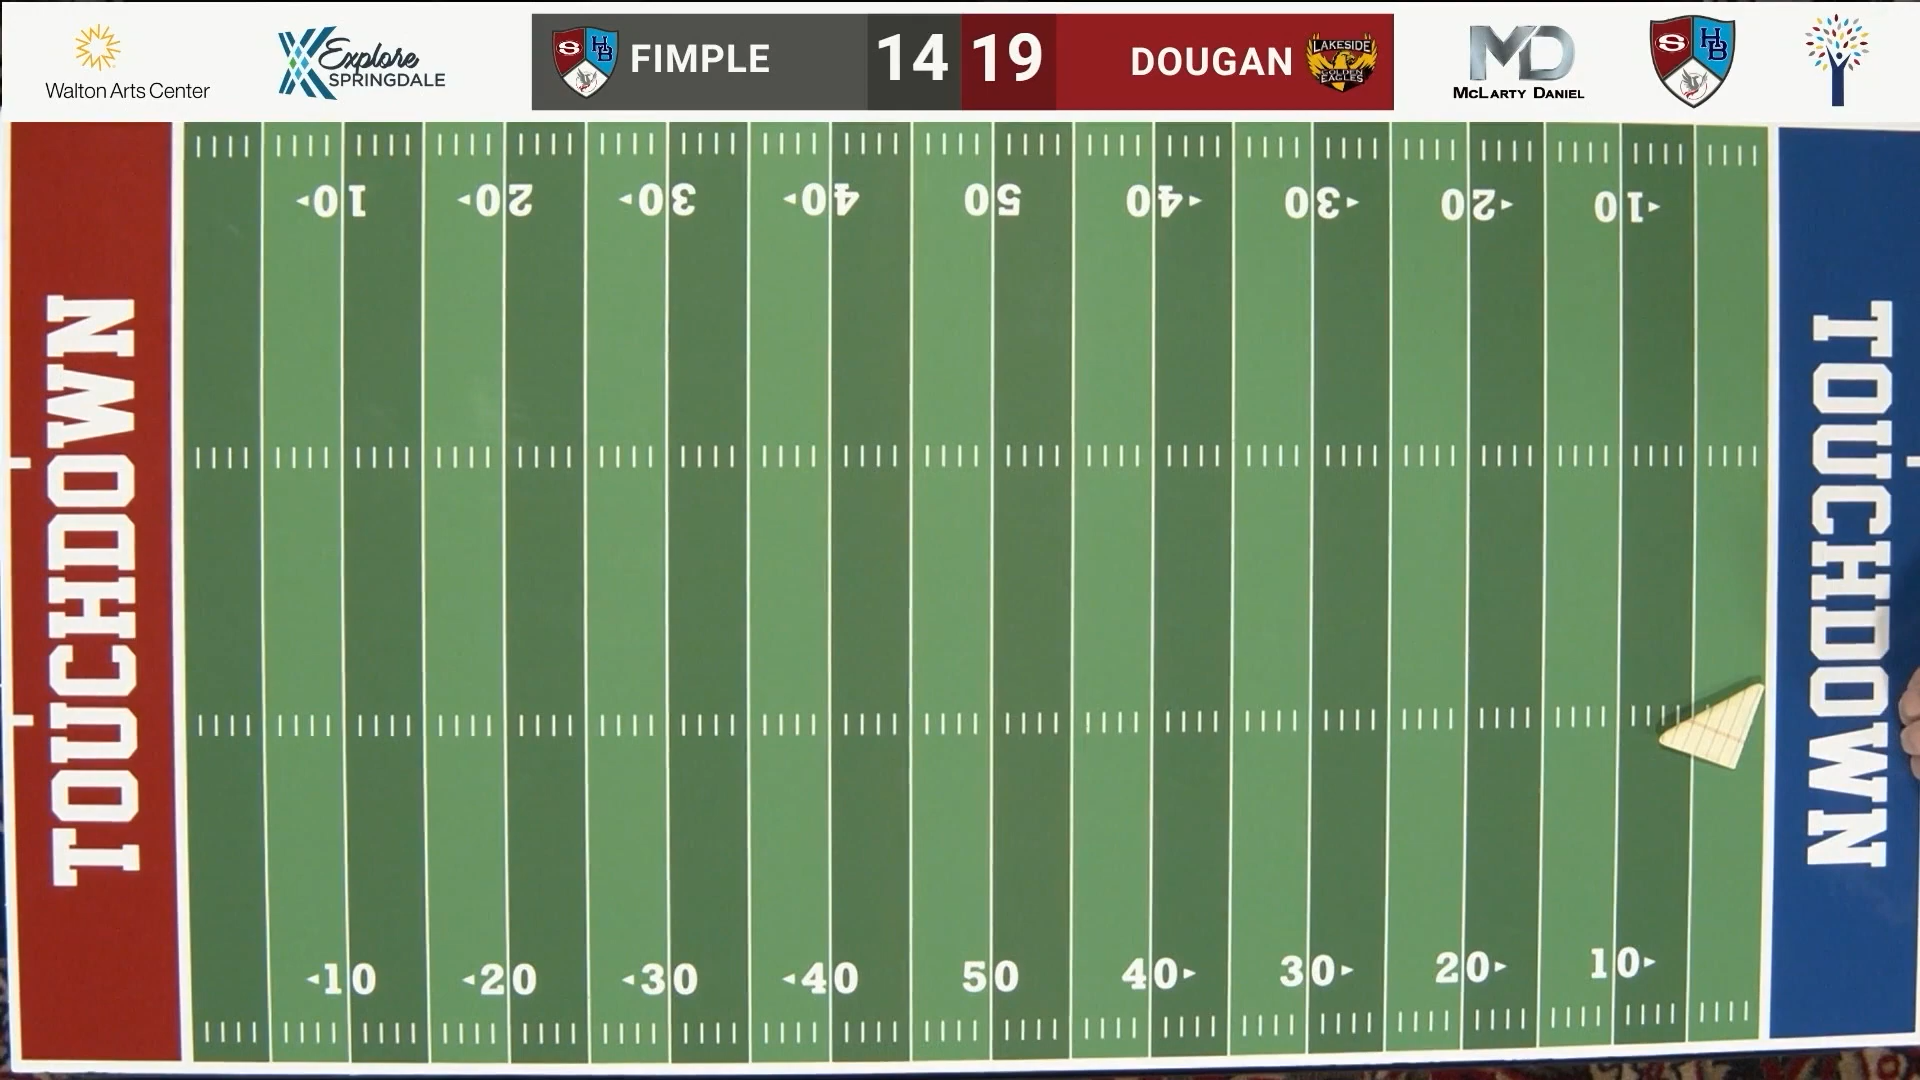 Walton Arts Center
Explore
SPRINGDALE
S HB
FIMPLE
14
19
DOUGAN
LAKESIDE
GOLDEN
EAGLES
MD
MCLARTY DANIEL
S HB
10 20 30 40 50 40 30 20 10
TOUCHDOWN
TOUCHDOWN
10 20 30 40 50 40 30 20 10